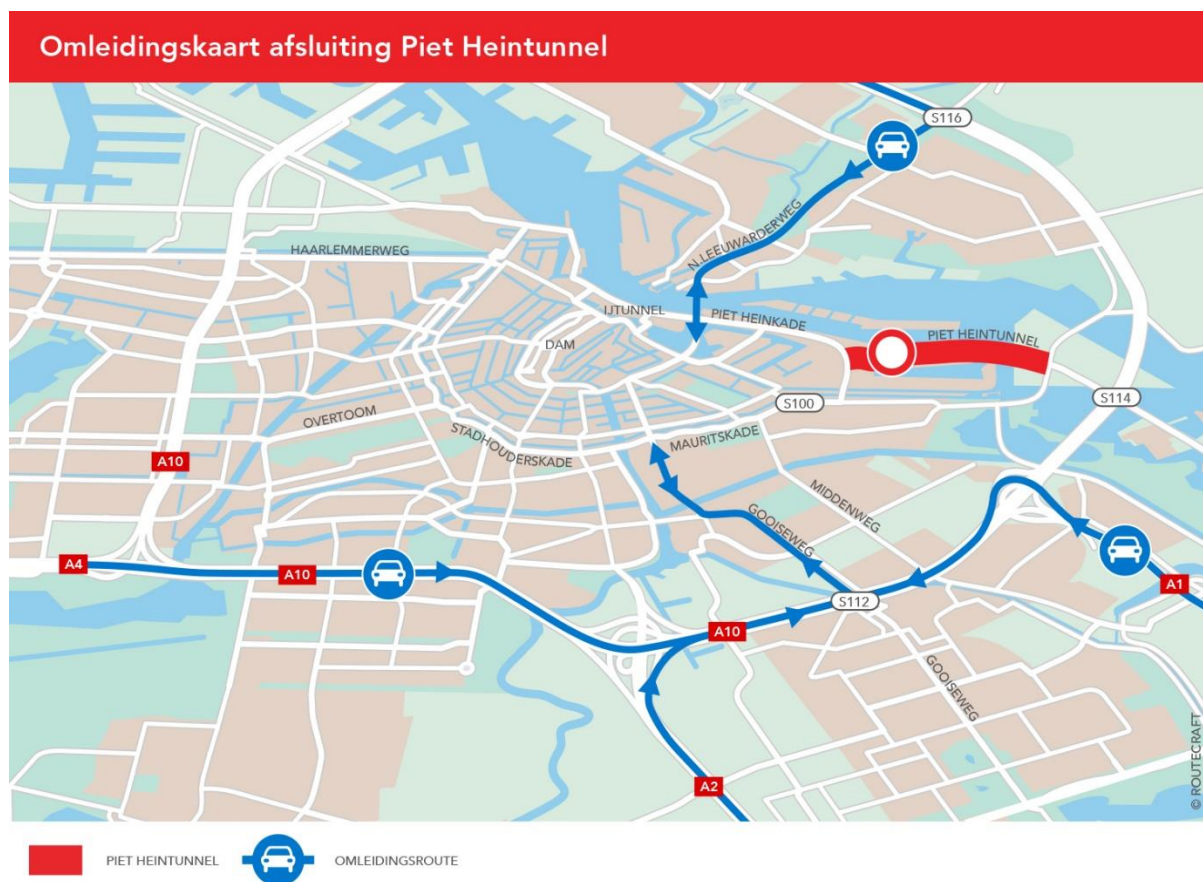 Omleidingskaart afsluiting Piet Heintunnel
S116
HAARLEMMERWEG
N-LEEUWARDERWEG
IJTUNNEL
PIET HEINKADE
PIET HEINTUNNEL
DAM
S100
S114
OVERTOOM
STADHOUDERSKADE
MAURITSKADE
A10
MIDDENWEG
GOOISEWEG
A4
A10
A1
S112
A10
GOOISEWEG
A2
© ROUTECRAFT
PIET HEINTUNNEL
OMLEIDINGSROUTE